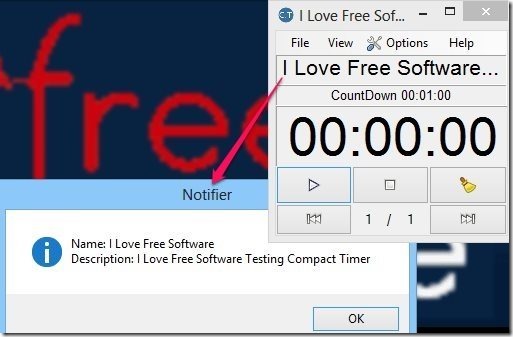 free
CT I Love Free Sof...
File View Options Help
I Love Free Software...
CountDown 00:01:00
00:00:00
1 / 1
Notifier
Name: I Love Free Software
Description: I Love Free Software Testing Compact Timer
OK
e